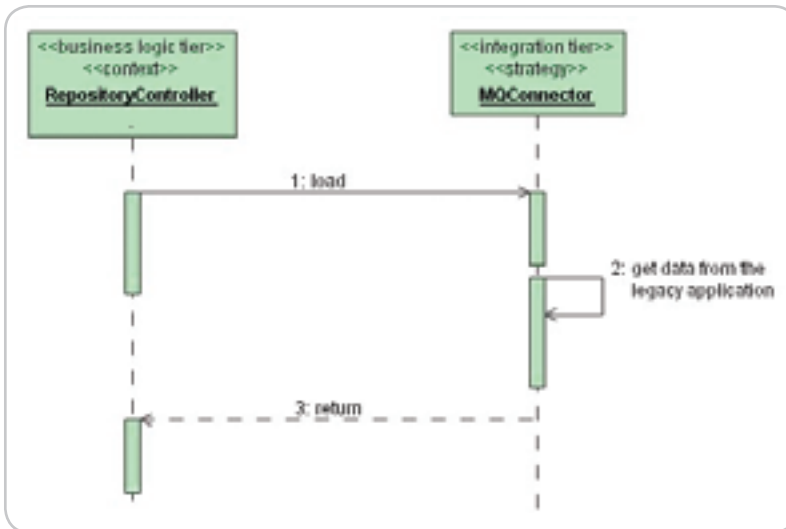 <<business logic tier>>
<<context>>
RepositoryController
<<integration tier>>
<<strategy>>
MQConnector
1: load
2: get data from the
legacy application
3: return